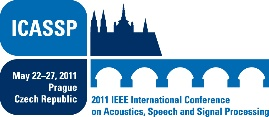 ICASSP
May 22–27, 2011
Prague
Czech Republic
2011 IEEE International Conference
on Acoustics, Speech and Signal Processing